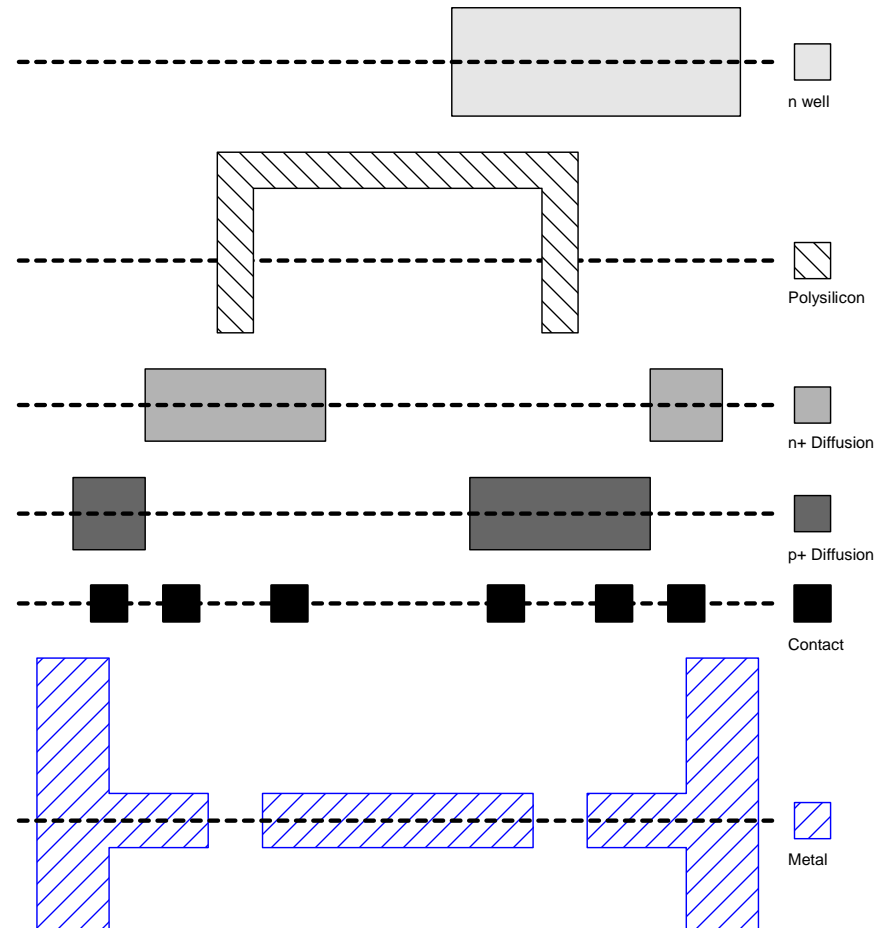 n well
Polysilicon
n+ Diffusion
p+ Diffusion
Contact
Metal